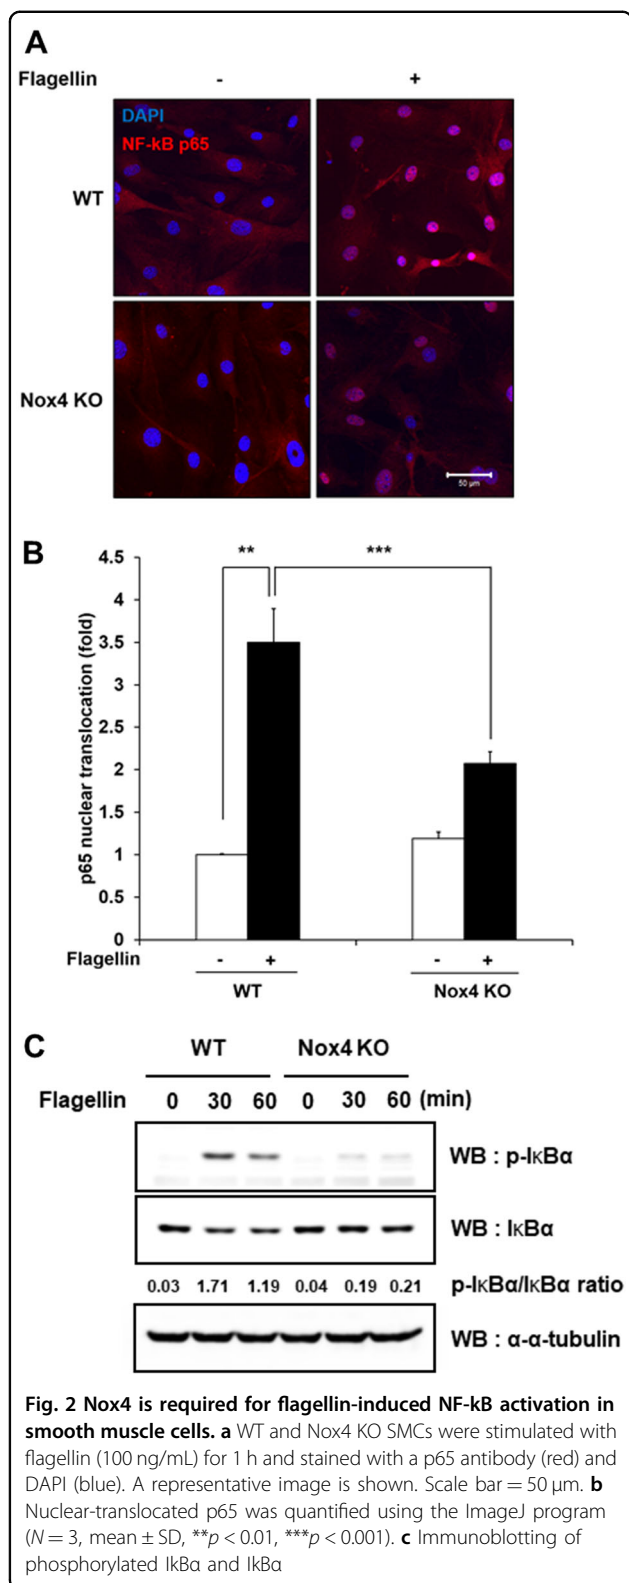 A
Flagellin - +
DAPI
NF-kB p65
WT
Nox4 KO
50 µm
B
** ***
p65 nuclear translocation (fold)
4.5
4
3.5
3
2.5
2
1.5
1
0.5
0
Flagellin - + - +
WT Nox4 KO
C
WT Nox4 KO
Flagellin 0 30 60 0 30 60 (min)
WB : p-IκBα
WB : IκBα
0.03 1.71 1.19 0.04 0.19 0.21 p-IκBα/IκBα ratio
WB : α-α-tubulin
Fig. 2 Nox4 is required for flagellin-induced NF-kB activation in
smooth muscle cells. a WT and Nox4 KO SMCs were stimulated with
flagellin (100 ng/mL) for 1 h and stained with a p65 antibody (red) and
DAPI (blue). A representative image is shown. Scale bar = 50 µm. b
Nuclear-translocated p65 was quantified using the ImageJ program
(N = 3, mean ± SD, **p < 0.01, ***p < 0.001). c Immunoblotting of
phosphorylated IkBα and IkBα